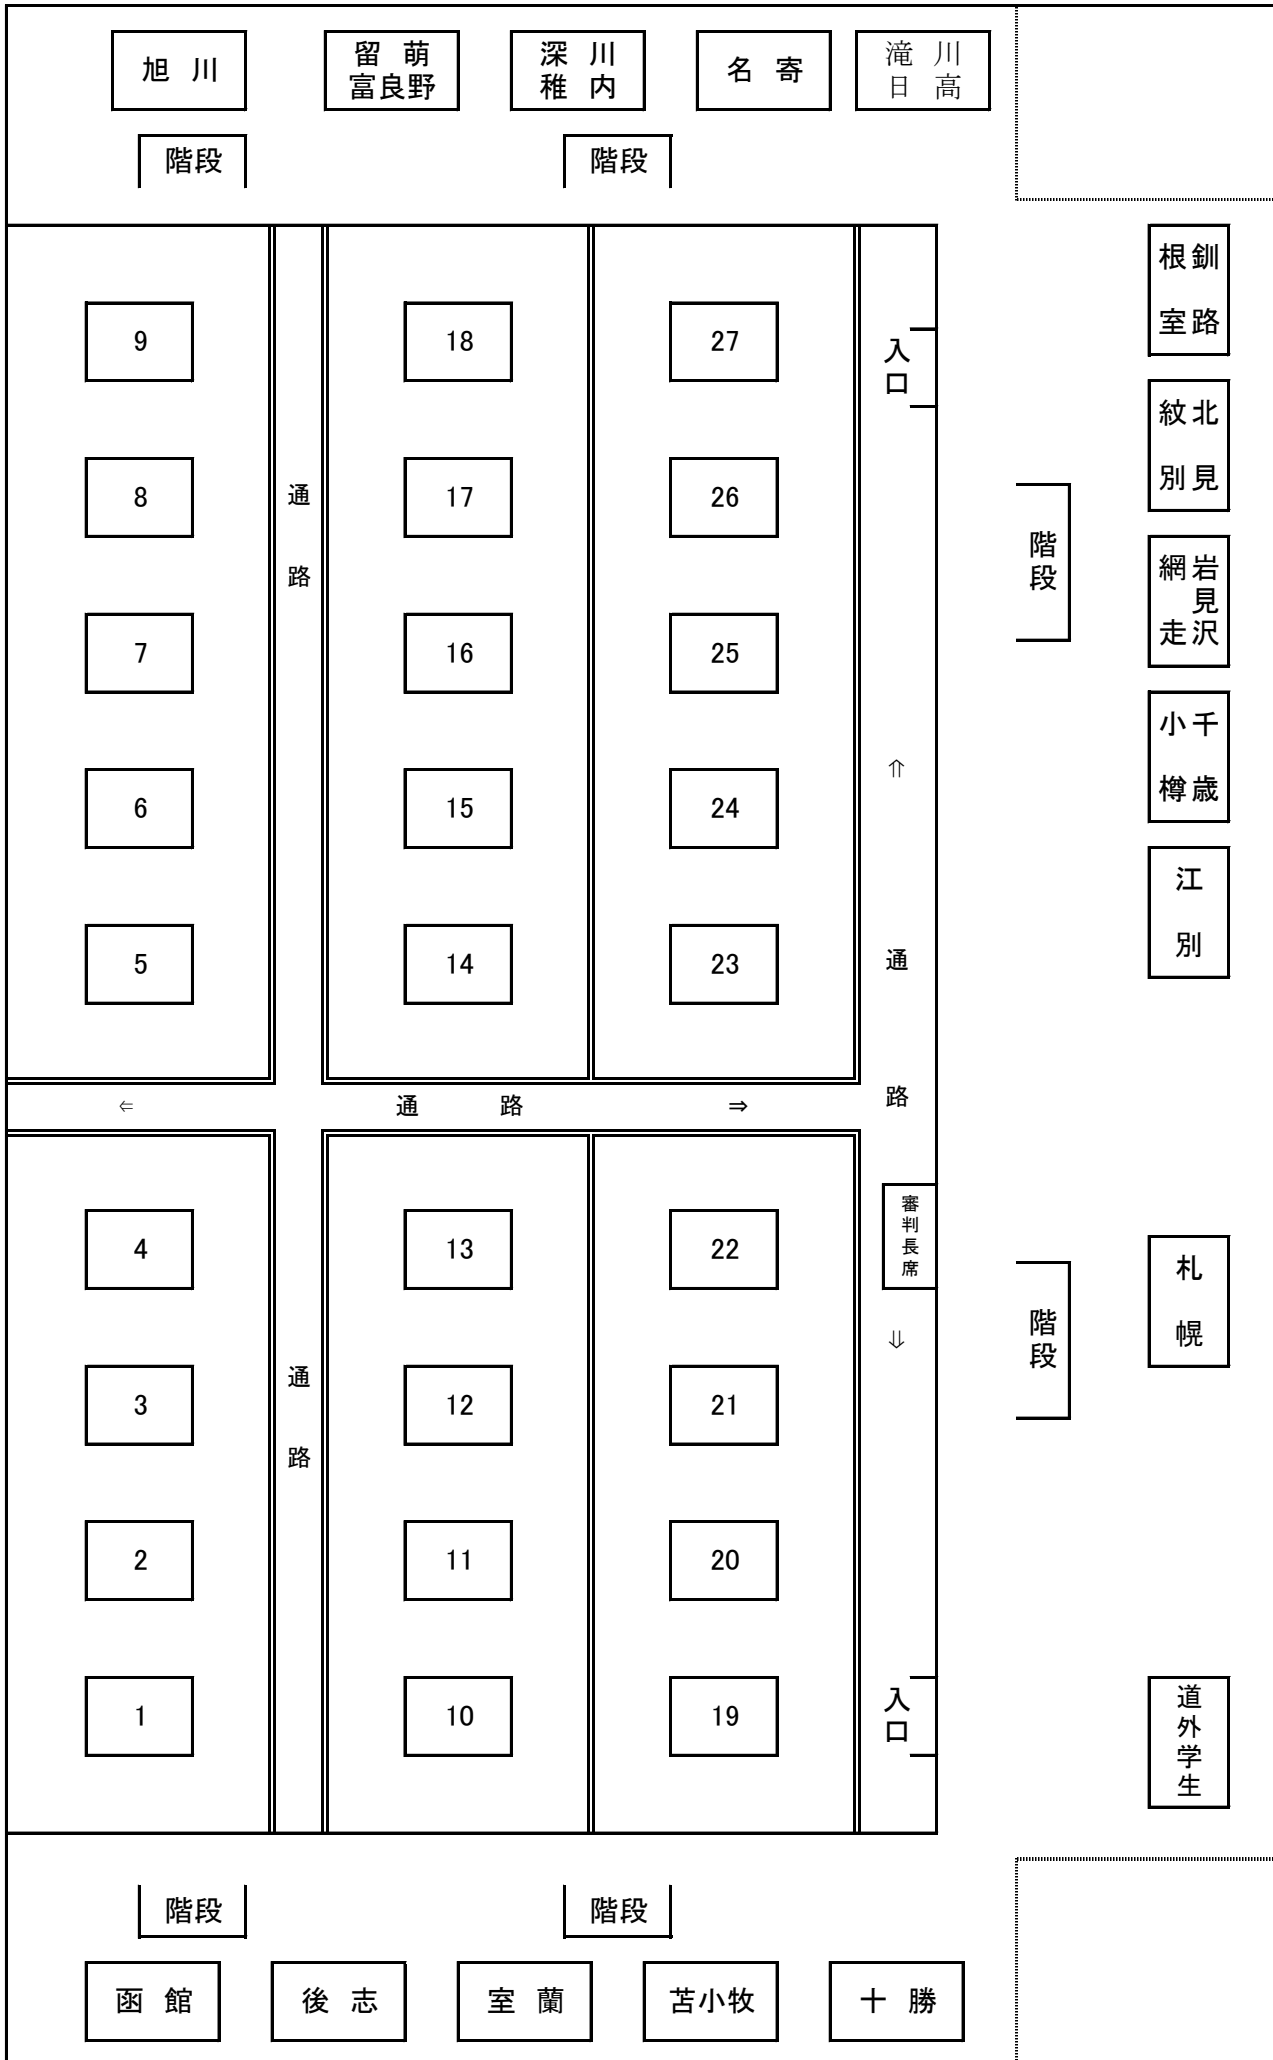 旭 川
留 萌
富良野
深 川
稚 内
名 寄
滝 川
日 高
階段
階段
釧路
根室
9
18
27
入口
北見
紋別
8
通路
17
26
階段
岩見沢
網走
7
16
25
千歳
小樽
6
15
24
⇑
江別
5
14
23
通路
⇐
通 路
⇒
審判長席
4
13
22
札幌
階段
⇓
3
通路
12
21
2
11
20
1
10
19
入口
道外学生
階段
階段
函 館
後 志
室 蘭
苫小牧
十 勝